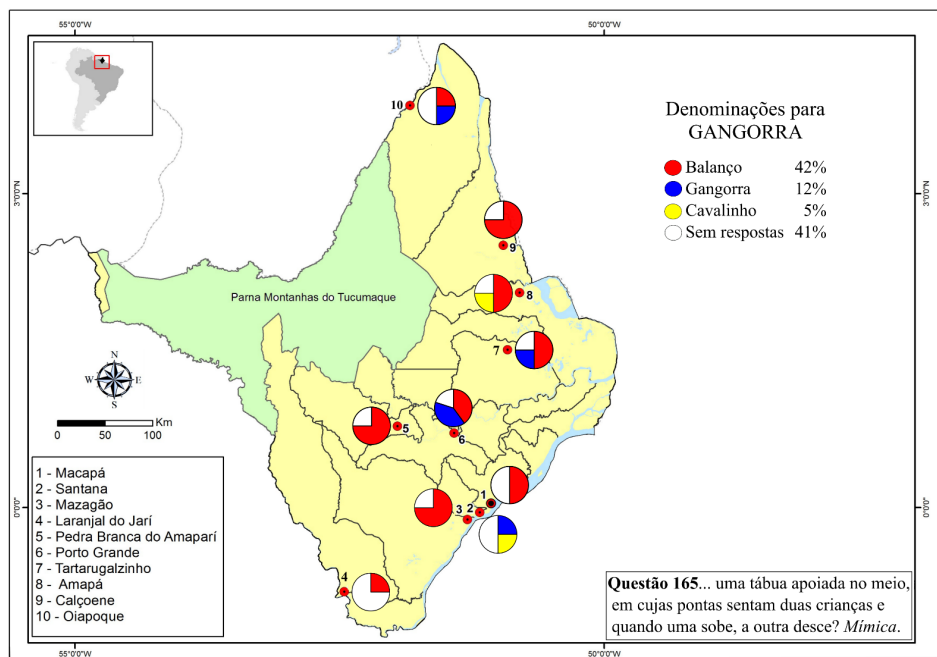 55°0'0"W
50°0'0"W
10
Denominações para
GANGORRA
Balanço 42%
Gangorra 12%
Cavalinho 5%
Sem respostas 41%
3°0'0"N
3°0'0"N
9
Parna Montanhas do Tucumaque
8
7
N
W E
S
0 50 100 Km
5
6
1
2
3
0°0'0"
0°0'0"
4
1 - Macapá
2 - Santana
3 - Mazagão
4 - Laranjal do Jarí
5 - Pedra Branca do Amaparí
6 - Porto Grande
7 - Tartarugalzinho
8 - Amapá
9 - Calçoene
10 - Oiapoque
Questão 165... uma tábua apoiada no meio,
em cujas pontas sentam duas crianças e
quando uma sobe, a outra desce? Mímica.
55°0'0"W
50°0'0"W